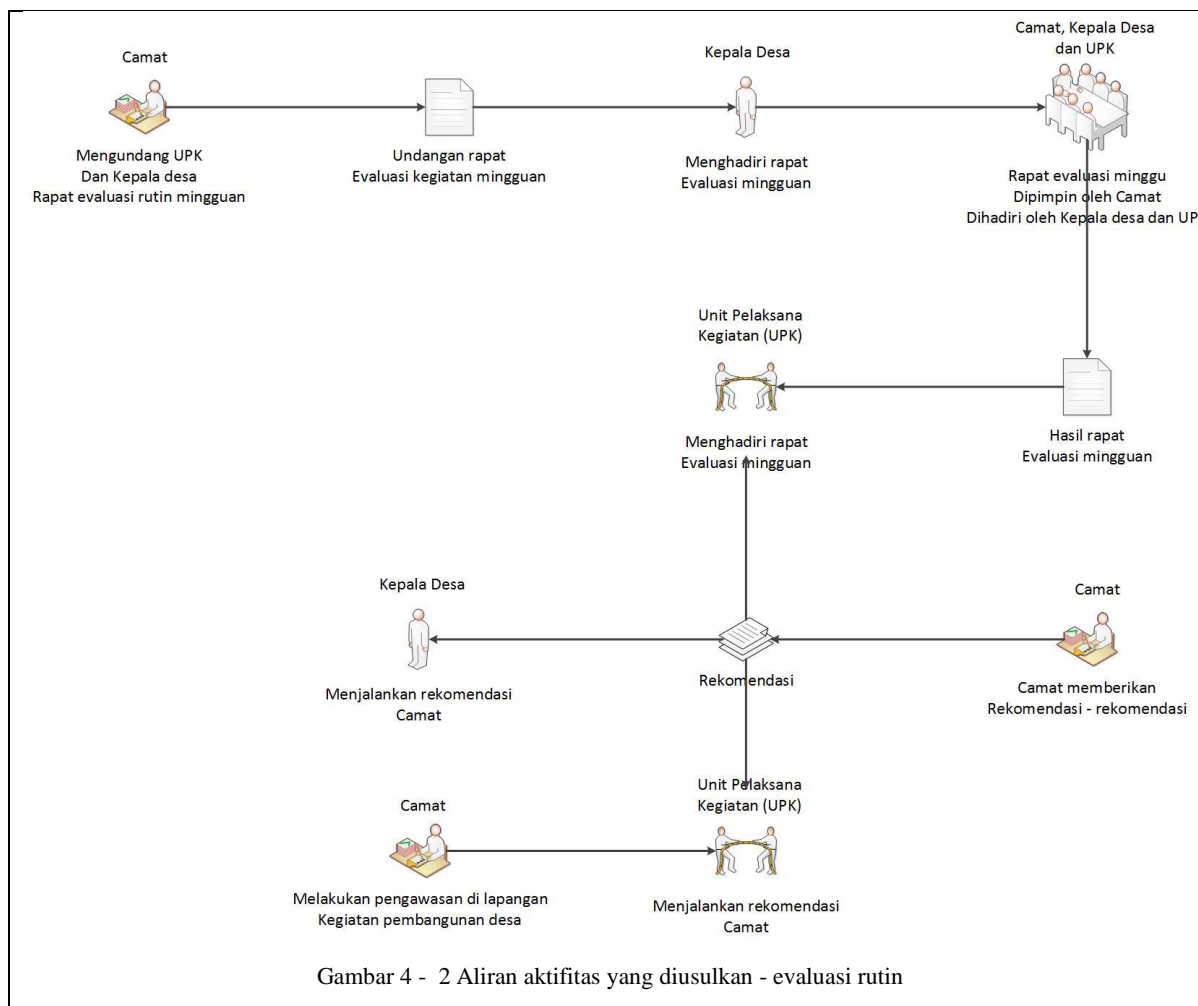 Camat
Mengundang UPK
Dan Kepala desa
Rapat evaluasi rutin mingguan
Undangan rapat
Evaluasi kegiatan mingguan
Kepala Desa
Menghadiri rapat
Evaluasi mingguan
Camat, Kepala Desa
dan UPK
Rapat evaluasi minggu
Dipimpin oleh Camat
Dihadiri oleh Kepala desa dan UP
Unit Pelaksana
Kegiatan (UPK)
Menghadiri rapat
Evaluasi mingguan
Hasil rapat
Evaluasi mingguan
Kepala Desa
Menjalankan rekomendasi
Camat
Rekomendasi
Camat
Camat memberikan
Rekomendasi - rekomendasi
Camat
Melakukan pengawasan di lapangan
Kegiatan pembangunan desa
Unit Pelaksana
Kegiatan (UPK)
Menjalankan rekomendasi
Camat
Gambar 4 - 2 Aliran aktifitas yang diusulkan - evaluasi rutin